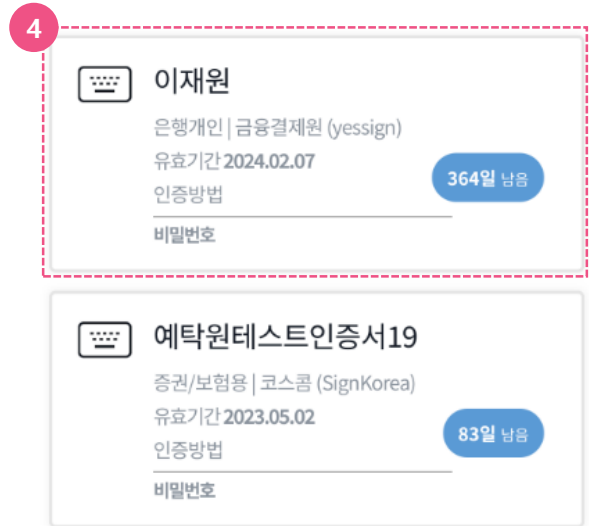 4
이재원
은행개인 | 금융결제원 (yessign)
유효기간 2024.02.07
364일 남음
인증방법
비밀번호
예탁원테스트인증서19
증권/보험용 | 코스콤 (SignKorea)
유효기간 2023.05.02
83일 남음
인증방법
비밀번호